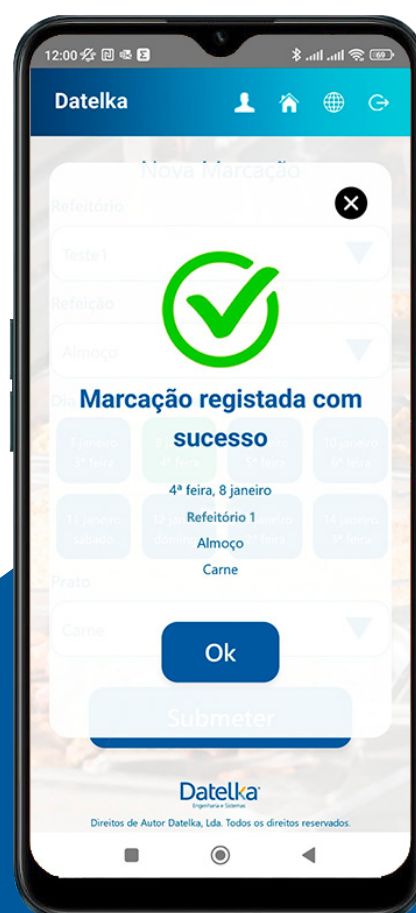 12:00
69
Datelka
Nova Marcação
Refeitório
Teste1
Refeição
Almoço
Marcação registada com
sucesso
4ª feira, 8 janeiro
Refeitório 1
Almoço
Carne
Prato
Carne
Ok
Submeter
Datelka
Engenharia e Sistemas
Direitos de Autor Datelka, Lda. Todos os direitos reservados.